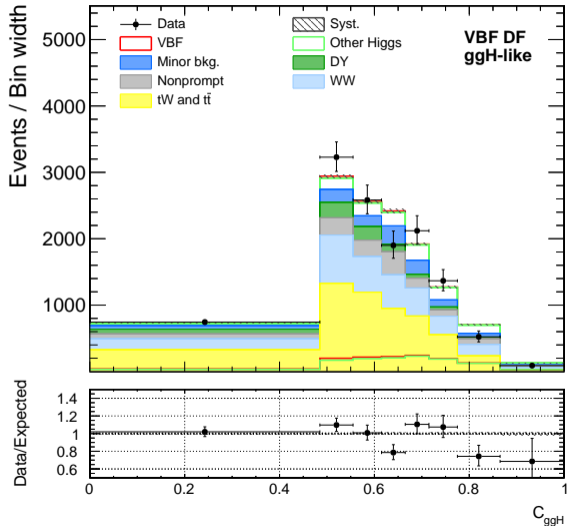 Events / Bin width
5000
4000
3000
2000
1000
Data
VBF
Minor bkg.
Nonprompt
tW and tt̄
Syst.
Other Higgs
DY
WW
VBF DF
ggH-like
Data/Expected
1.4
1.2
1
0.8
0.6
0 0.2 0.4 0.6 0.8 1
C_ggH